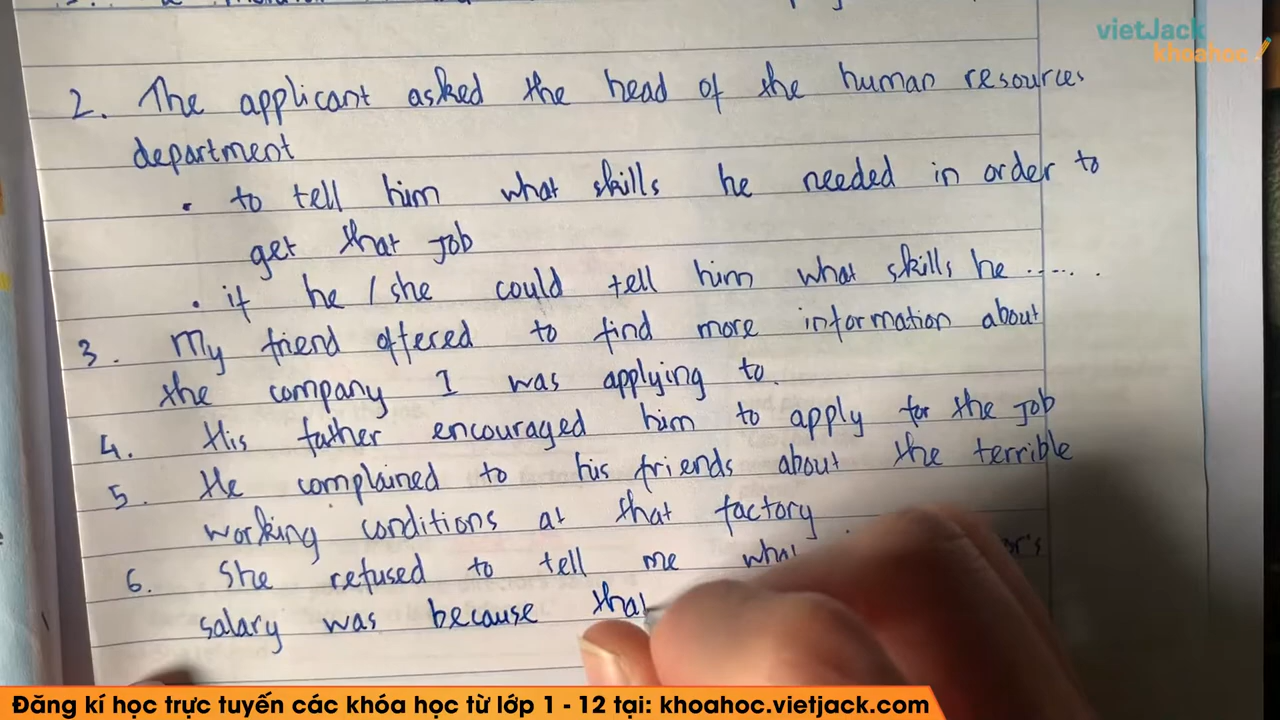 vietJack
khoahoc
2. The applicant asked the head of the human resources
department
• to tell him what skills he needed in order to
get that job
• if he / she could tell him what skills he ......
3. My friend offered to find more information about
the company I was applying to.
4. His father encouraged him to apply for the job
5. He complained to his friends about the terrible
working conditions at that factory
6. She refused to tell me
salary was because
Đăng kí học trực tuyến các khóa học từ lớp 1 - 12 tại: khoahoc.vietjack.com